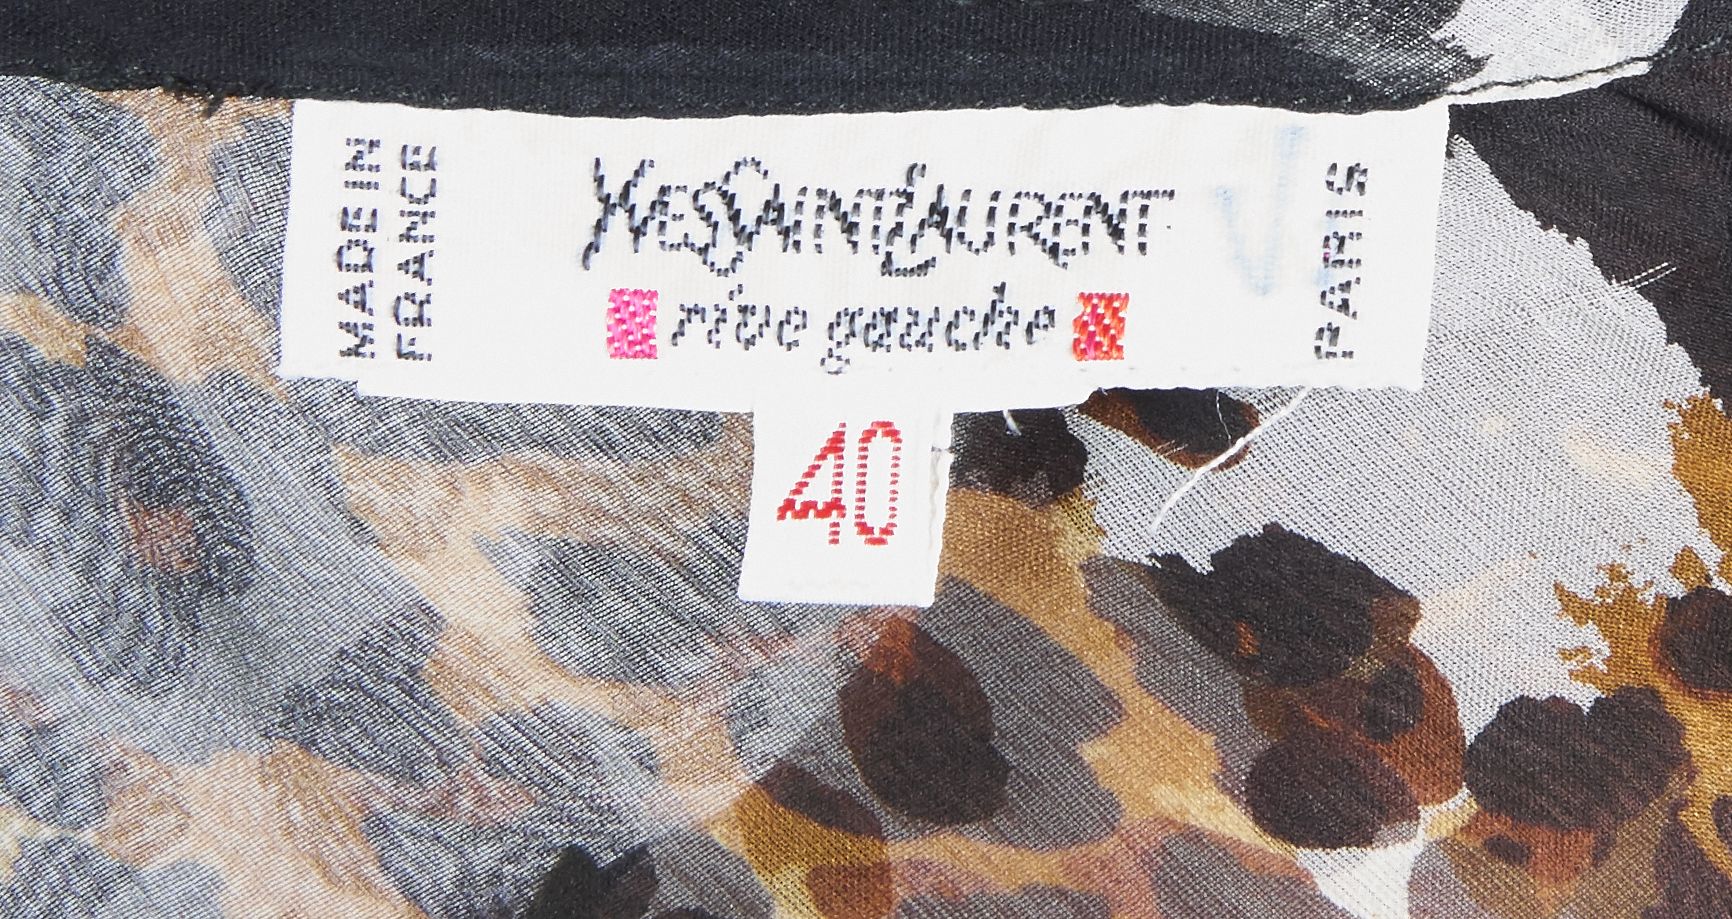 MADE IN
FRANCE
YVESSAINTLAURENT
rive gauche
PARIS
40